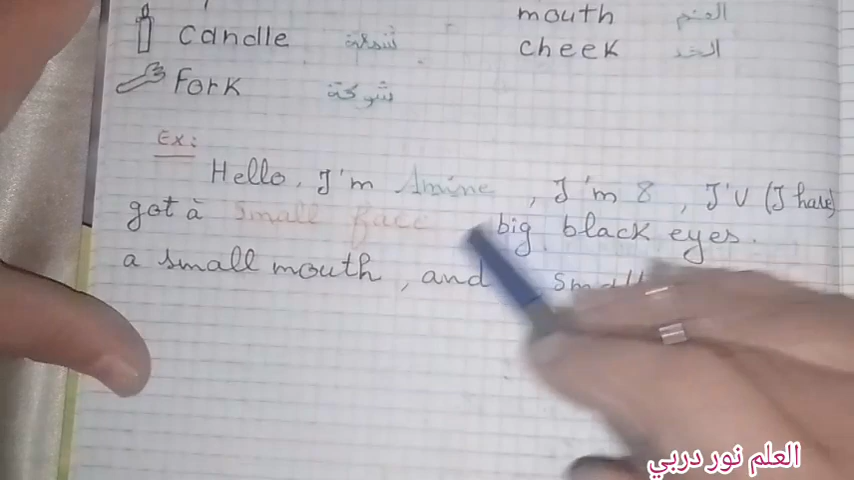 mouth الفم
candle شمعة
cheek الخد
Fork شوكة
Ex:
Hello, I'm Amine, I'm 8, I'v (I have)
got a small face big black eyes.
a small mouth, and small
العلم نور دربي